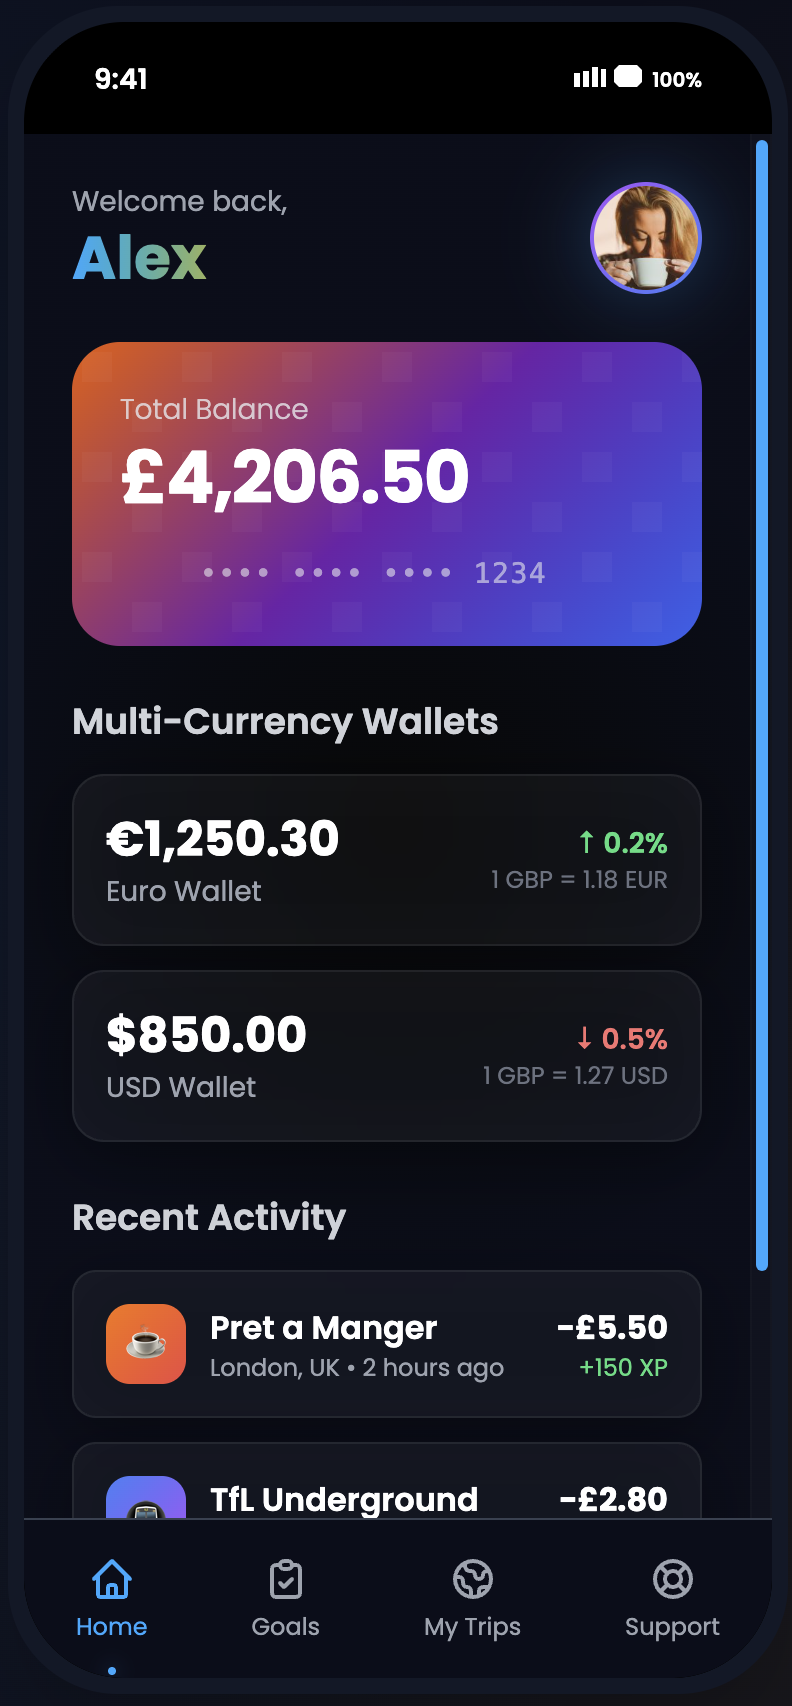 9:41
100%
Welcome back,
Alex
Total Balance
£4,206.50
•••• •••• •••• 1234
Multi-Currency Wallets
€1,250.30
↑ 0.2%
Euro Wallet
1 GBP = 1.18 EUR
$850.00
↓ 0.5%
USD Wallet
1 GBP = 1.27 USD
Recent Activity
Pret a Manger
-£5.50
London, UK • 2 hours ago
+150 XP
TfL Underground
-£2.80
Home
Goals
My Trips
Support